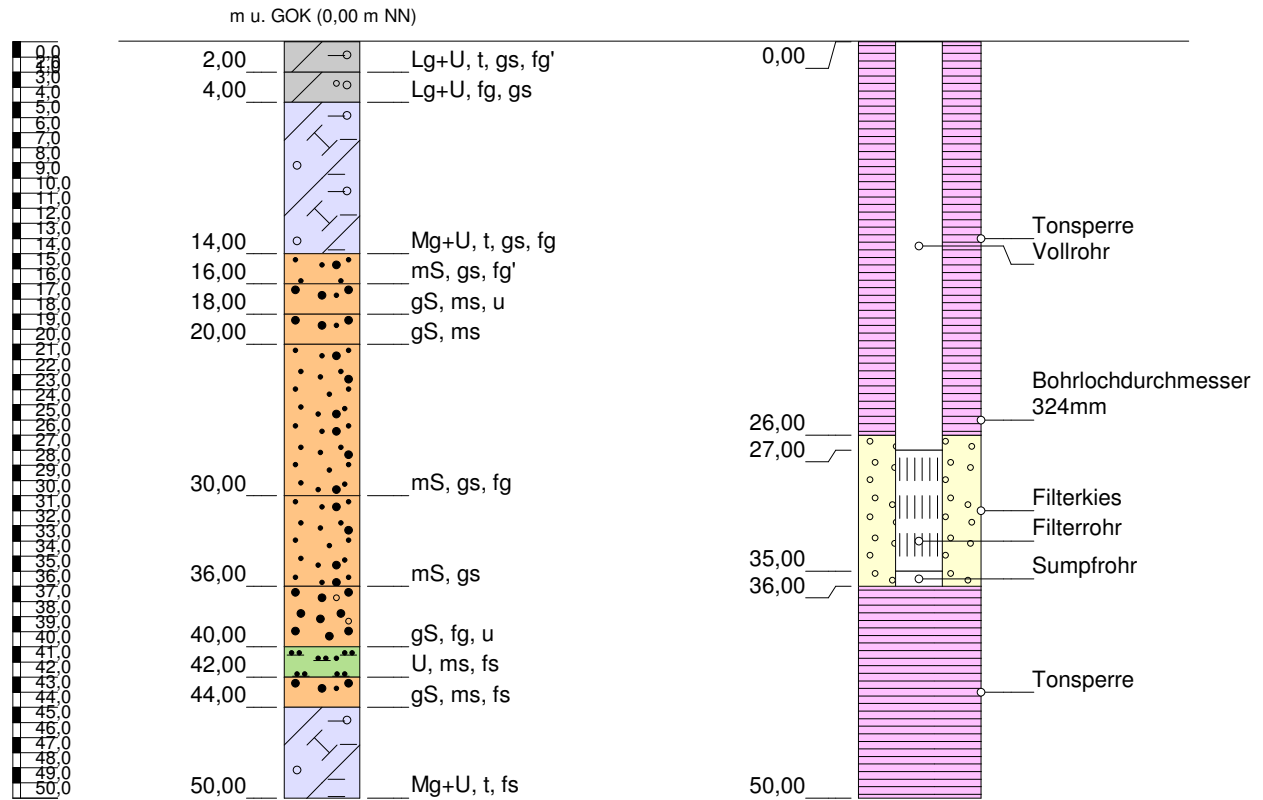 m u. GOK (0,00 m NN)
0,0
3,0
4,0
5,0
6,0
7,0
8,0
9,0
10,0
11,0
12,0
13,0
14,0
15,0
16,0
17,0
18,0
19,0
20,0
21,0
22,0
23,0
24,0
25,0
26,0
27,0
28,0
29,0
30,0
31,0
32,0
33,0
34,0
35,0
36,0
37,0
38,0
39,0
40,0
41,0
42,0
43,0
44,0
45,0
46,0
47,0
48,0
49,0
50,0
2,00 Lg+U, t, gs, fg'
4,00 Lg+U, fg, gs
14,00 Mg+U, t, gs, fg
16,00 mS, gs, fg'
18,00 gS, ms, u
20,00 gS, ms
30,00 mS, gs, fg
36,00 mS, gs
40,00 gS, fg, u
42,00 U, ms, fs
44,00 gS, ms, fs
50,00 Mg+U, t, fs
0,00
26,00
27,00
35,00
36,00
50,00
Tonsperre
Vollrohr
Bohrlochdurchmesser
324mm
Filterkies
Filterrohr
Sumpfrohr
Tonsperre